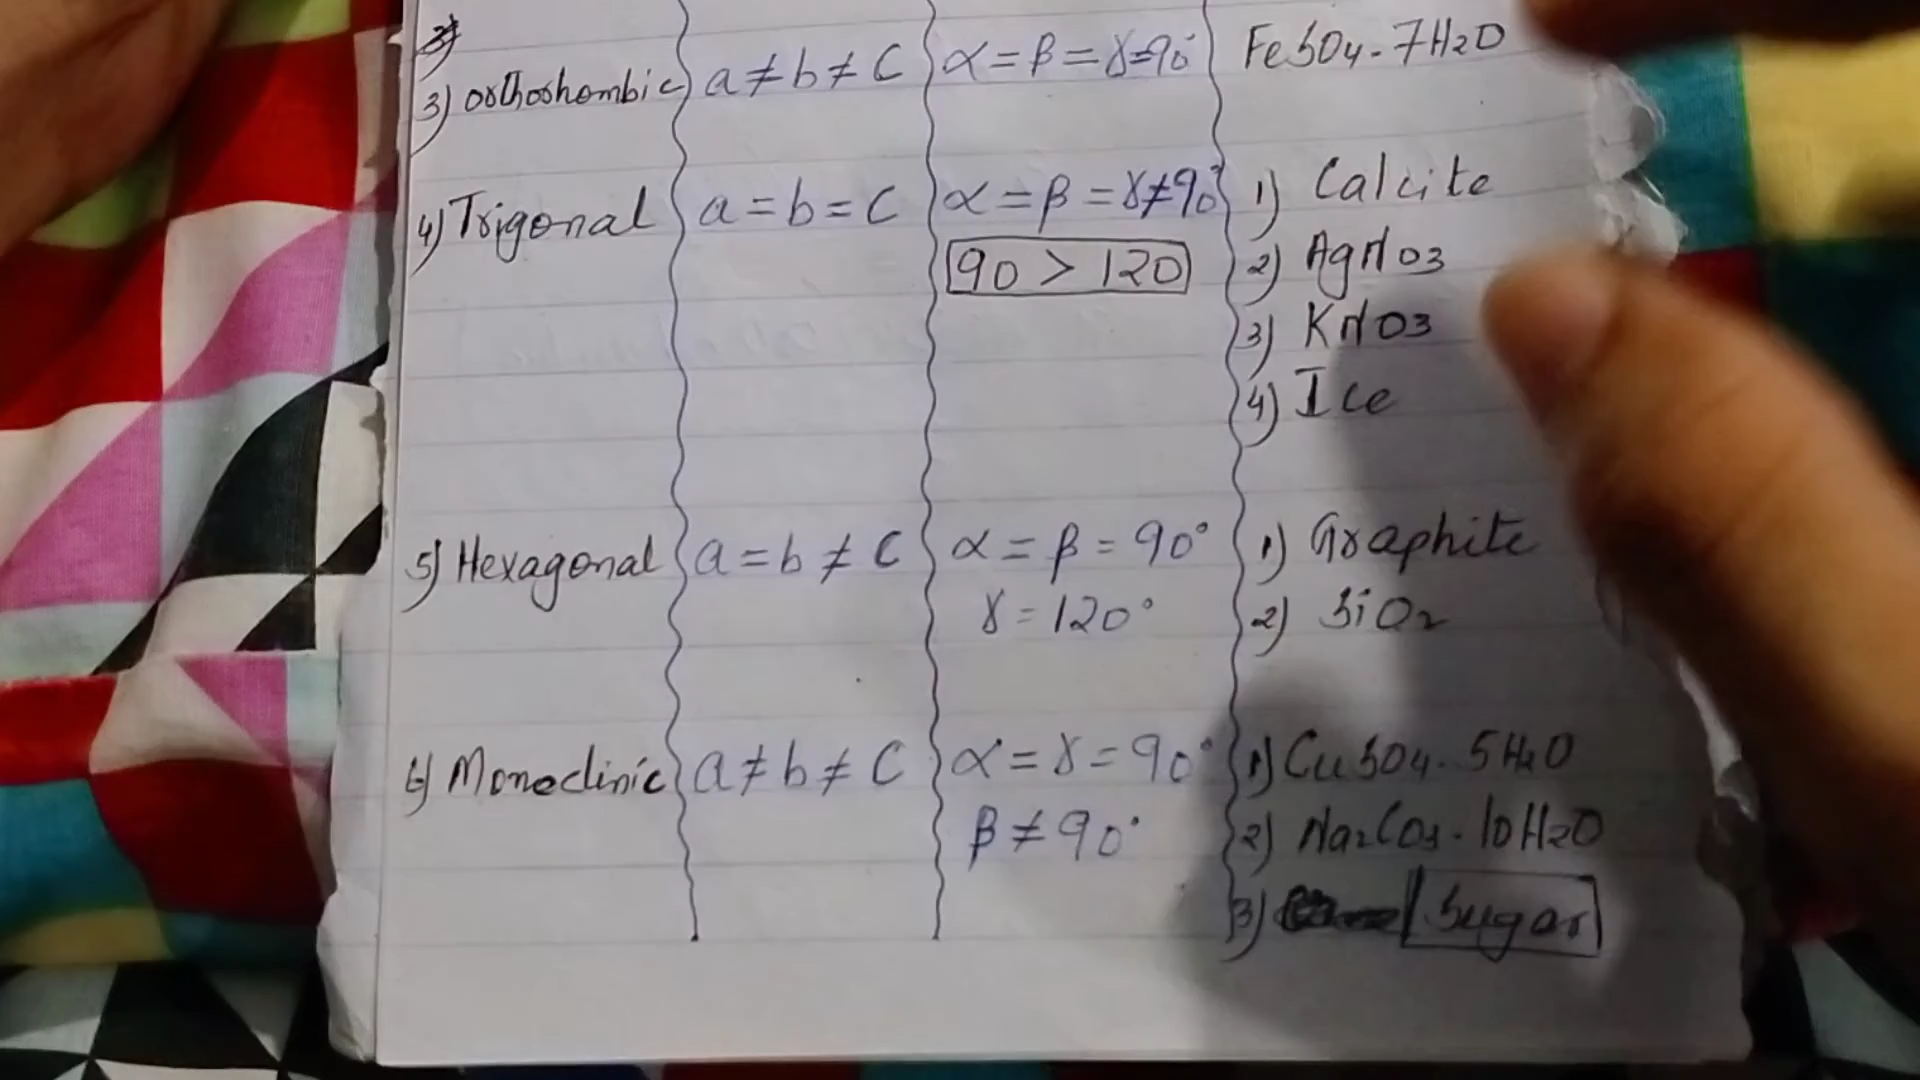 3) Orthorhombic a ≠ b ≠ C α = β = γ=90° FeSO4. 7H2O
4) Trigonal a = b = C α = β = γ≠90° 1) Calcite
90 > 120 2) AgNO3
3) KNO3
4) Ice
5) Hexagonal a = b ≠ C α = β = 90° 1) Graphite
γ = 120° 2) SiO2
6) Monoclinic a ≠ b ≠ C α = γ = 90° 1) CuSO4. 5H2O
β ≠ 90° 2) Na2CO3. 10H2O
3) Sugar